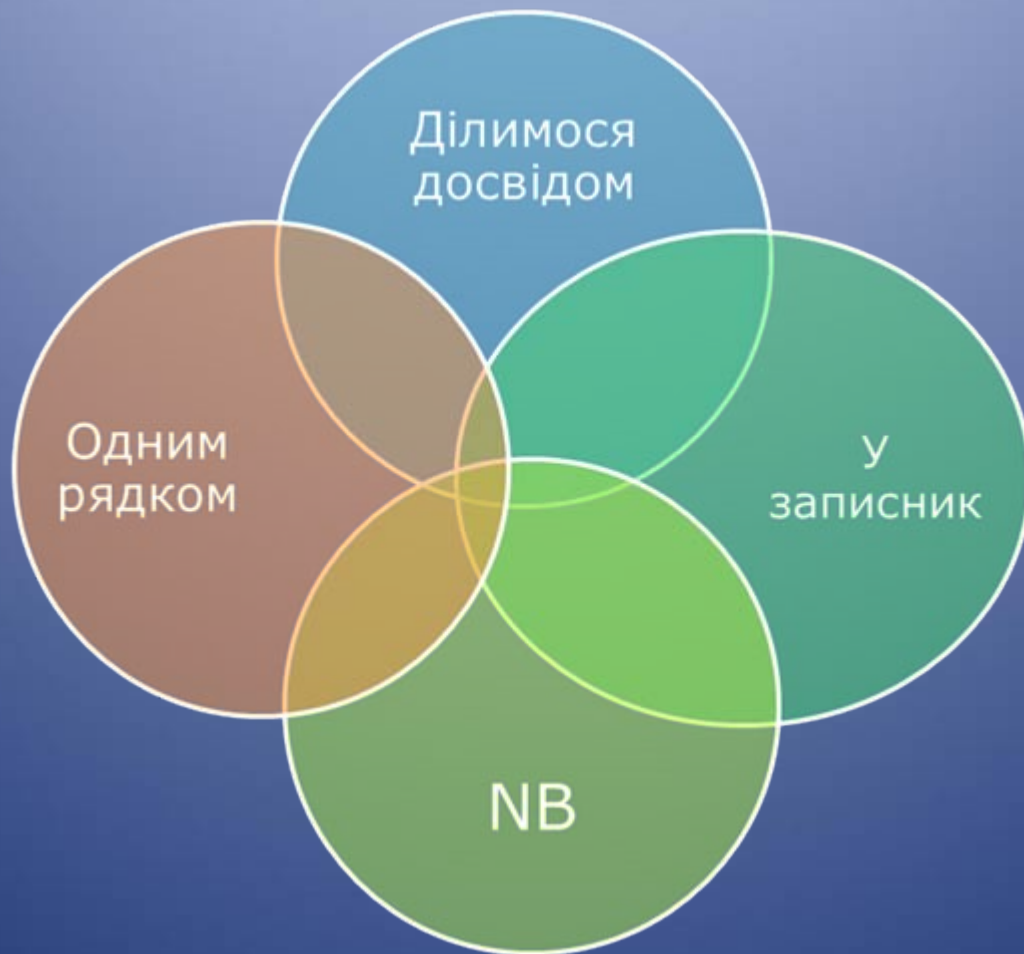 Ділимося
досвідом
Одним
рядком
У
записник
NB